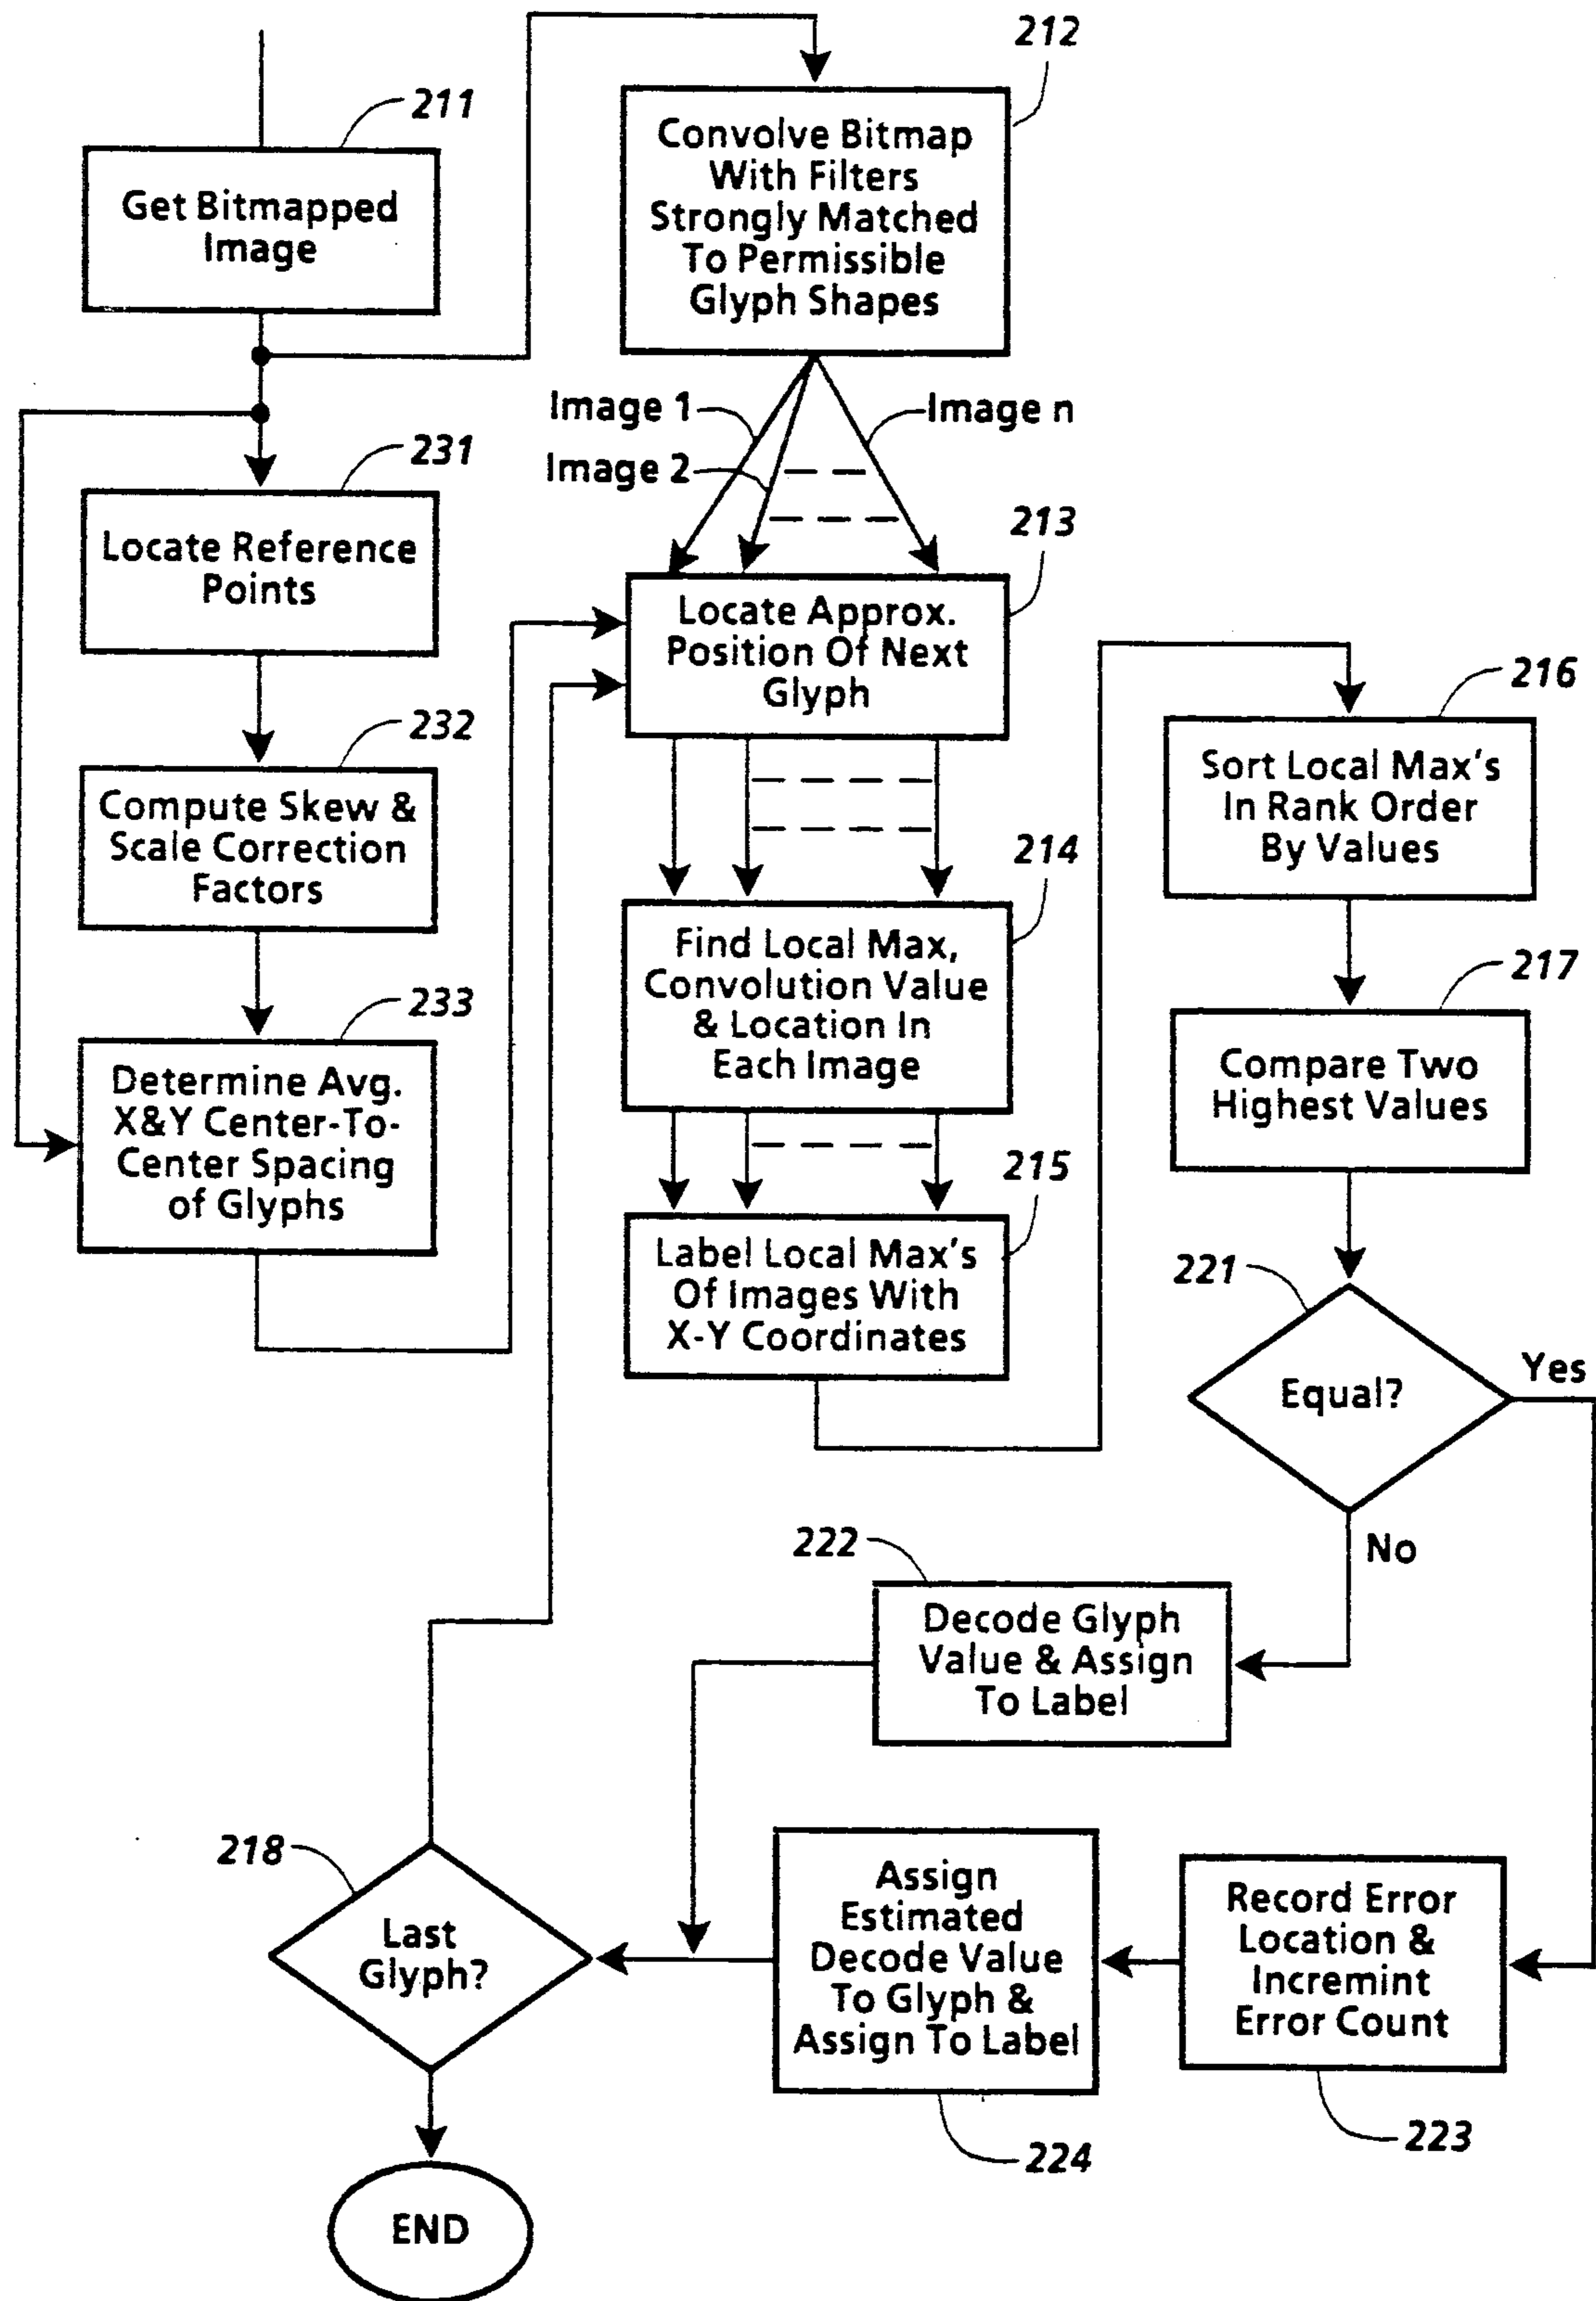 211
Get Bitmapped
Image
212
Convolve Bitmap
With Filters
Strongly Matched
To Permissible
Glyph Shapes
Image 1
Image n
Image 2
231
Locate Reference
Points
213
Locate Approx.
Position Of Next
Glyph
232
Compute Skew &
Scale Correction
Factors
233
Determine Avg.
X&Y Center-To-
Center Spacing
of Glyphs
214
Find Local Max,
Convolution Value
& Location In
Each Image
215
Label Local Max's
Of Images With
X-Y Coordinates
216
Sort Local Max's
In Rank Order
By Values
217
Compare Two
Highest Values
221
Equal?
Yes
No
222
Decode Glyph
Value & Assign
To Label
223
Record Error
Location &
Incremint
Error Count
224
Assign
Estimated
Decode Value
To Glyph &
Assign To Label
218
Last
Glyph?
END